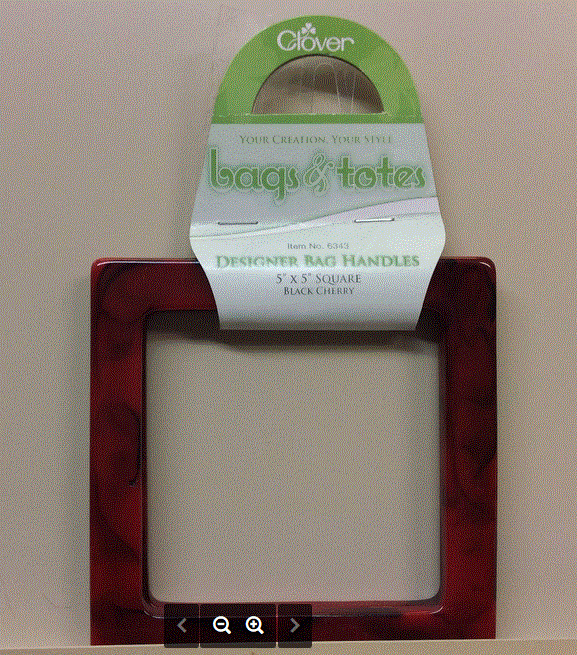 Clover
YOUR CREATION, YOUR STYLE
bags & totes
Item No. 6343
DESIGNER BAG HANDLES
5" X 5" SQUARE
BLACK CHERRY